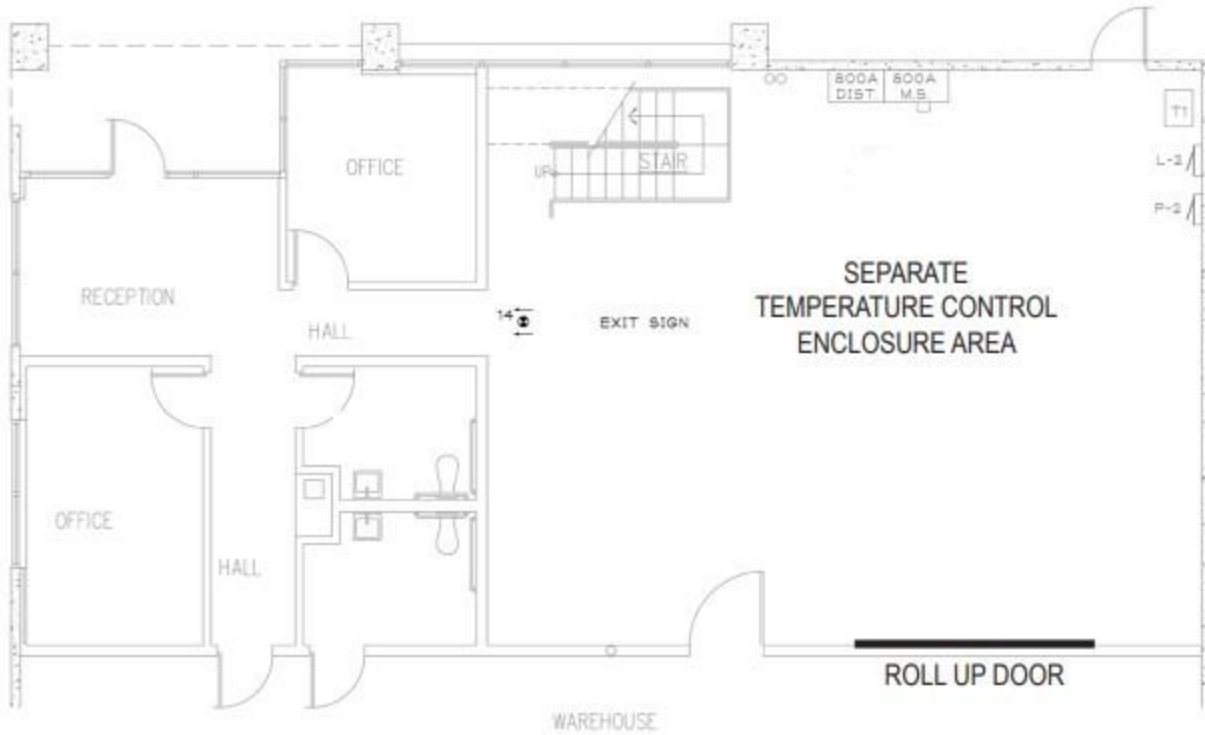 800A
DIST.
800A
M.S.
T1
OFFICE
STAIR
UP
L-2
P-2
RECEPTION
SEPARATE
TEMPERATURE CONTROL
ENCLOSURE AREA
14
EXIT SIGN
HALL
OFFICE
HALL
ROLL UP DOOR
WAREHOUSE